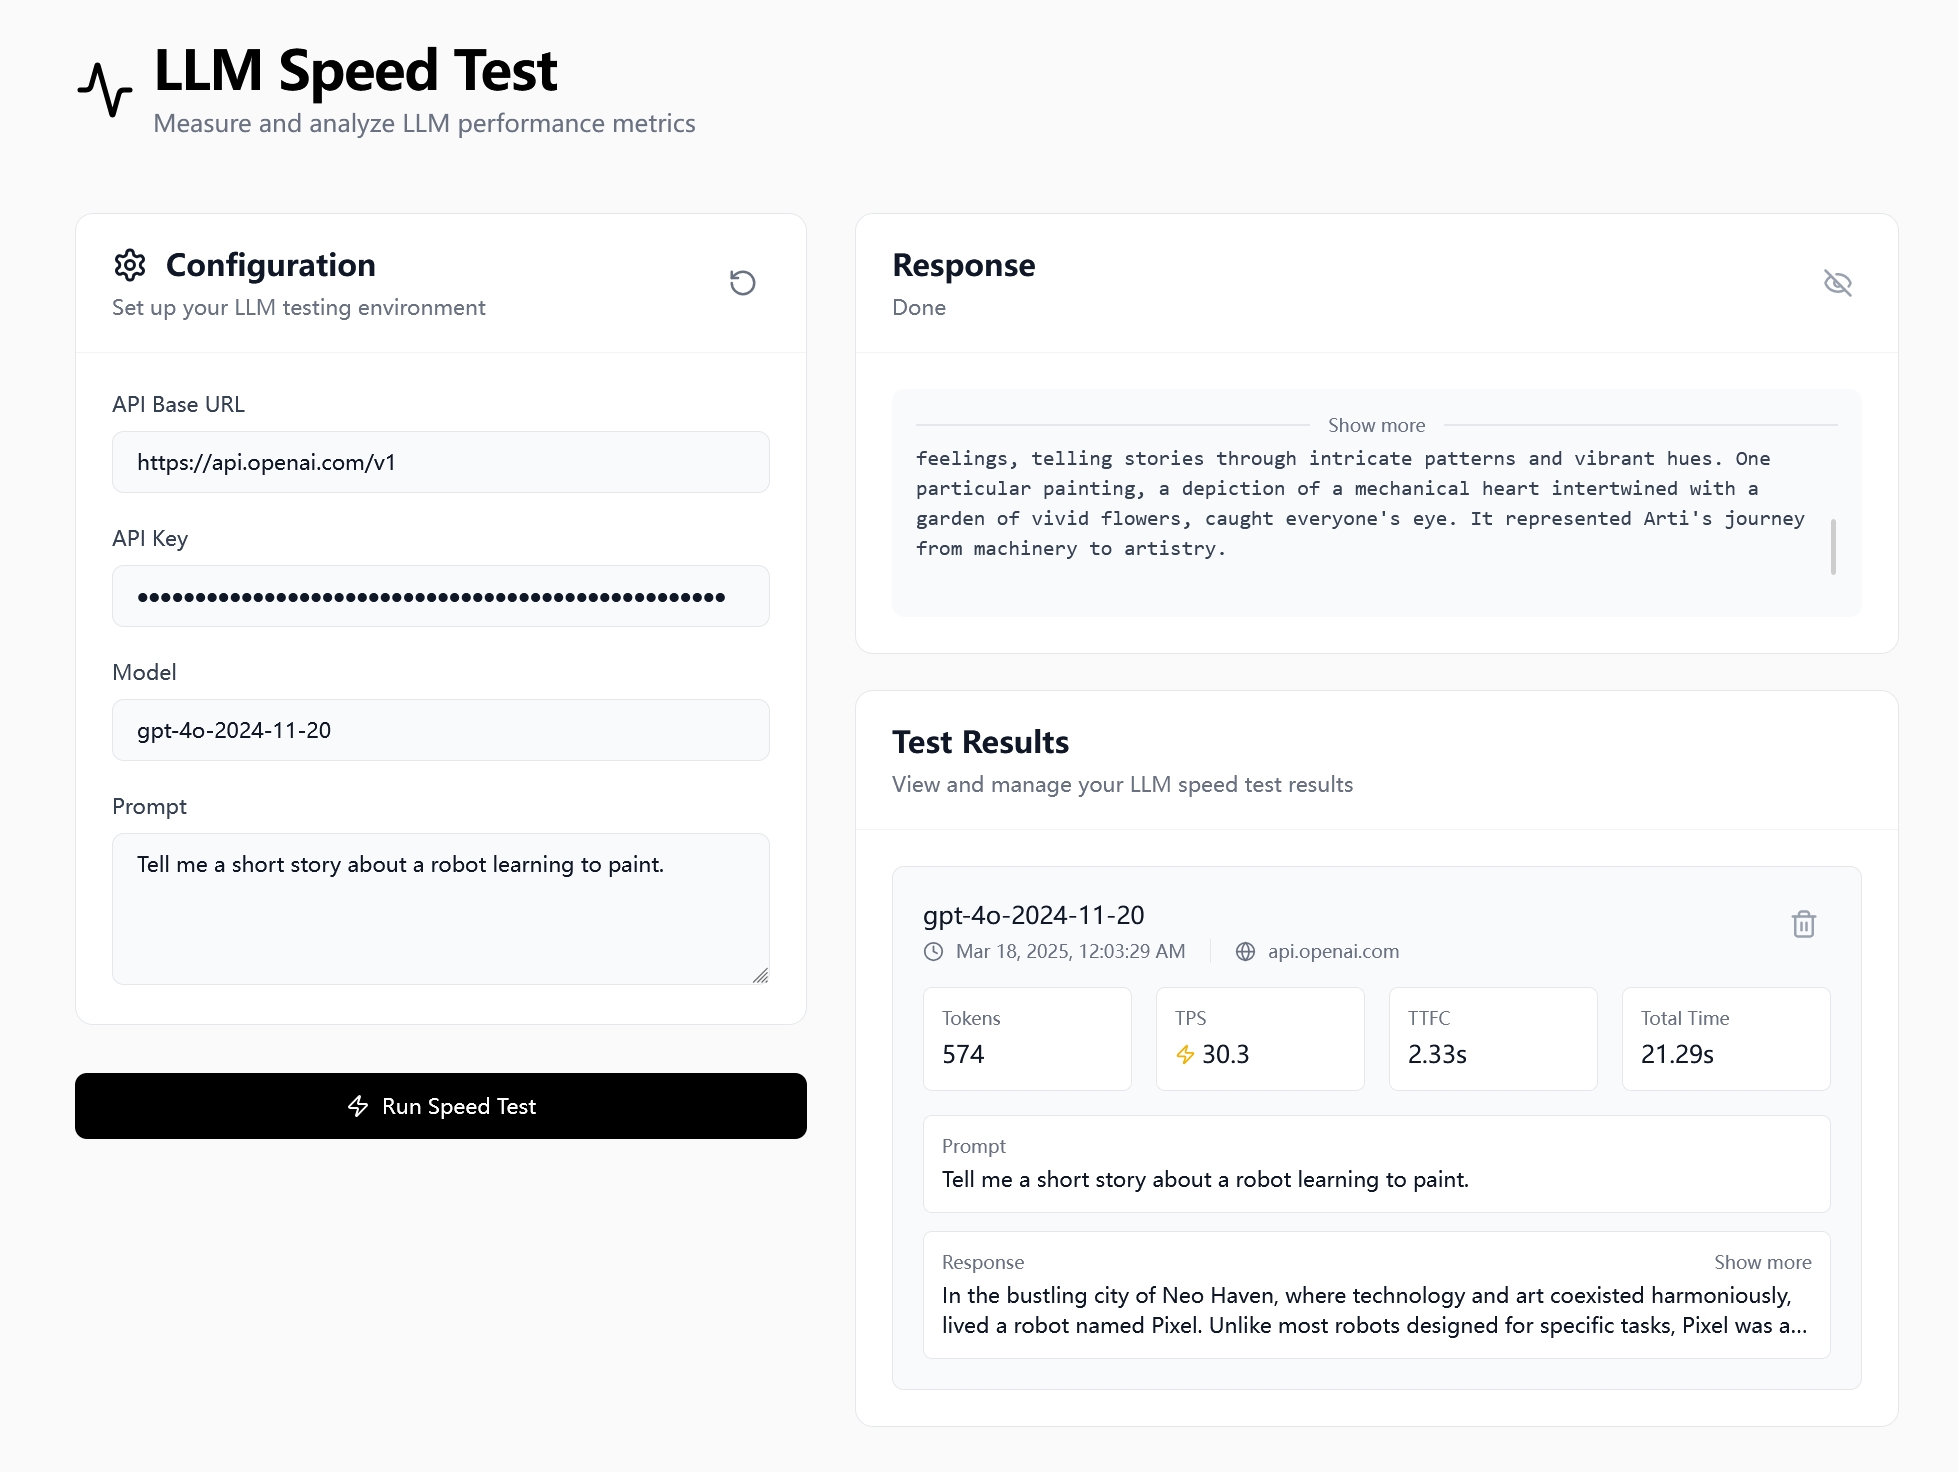 LLM Speed Test
Measure and analyze LLM performance metrics
Configuration
Set up your LLM testing environment
API Base URL
https://api.openai.com/v1
API Key
•••••••••••••••••••••••••••••••••••••••••••••••••••
Model
gpt-4o-2024-11-20
Prompt
Tell me a short story about a robot learning to paint.
Run Speed Test
Response
Done
Show more
feelings, telling stories through intricate patterns and vibrant hues. One
particular painting, a depiction of a mechanical heart intertwined with a
garden of vivid flowers, caught everyone's eye. It represented Arti's journey
from machinery to artistry.
Test Results
View and manage your LLM speed test results
gpt-4o-2024-11-20
Mar 18, 2025, 12:03:29 AM
api.openai.com
Tokens
574
TPS
30.3
TTFC
2.33s
Total Time
21.29s
Prompt
Tell me a short story about a robot learning to paint.
Response
Show more
In the bustling city of Neo Haven, where technology and art coexisted harmoniously,
lived a robot named Pixel. Unlike most robots designed for specific tasks, Pixel was a...